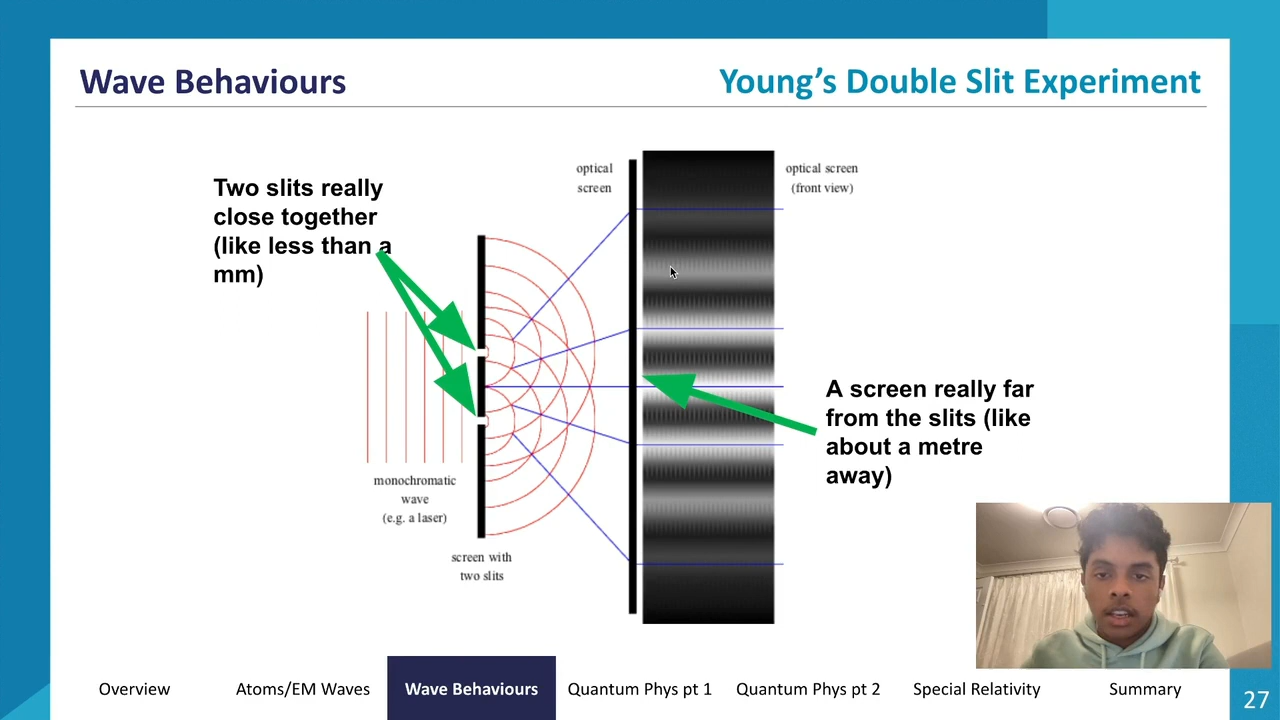 Wave Behaviours
Young’s Double Slit Experiment
Two slits really
close together
(like less than a
mm)
optical
screen
optical screen
(front view)
A screen really far
from the slits (like
about a metre
away)
monochromatic
wave
(e.g. a laser)
screen with
two slits
Overview
Atoms/EM Waves
Wave Behaviours
Quantum Phys pt 1
Quantum Phys pt 2
Special Relativity
Summary
27